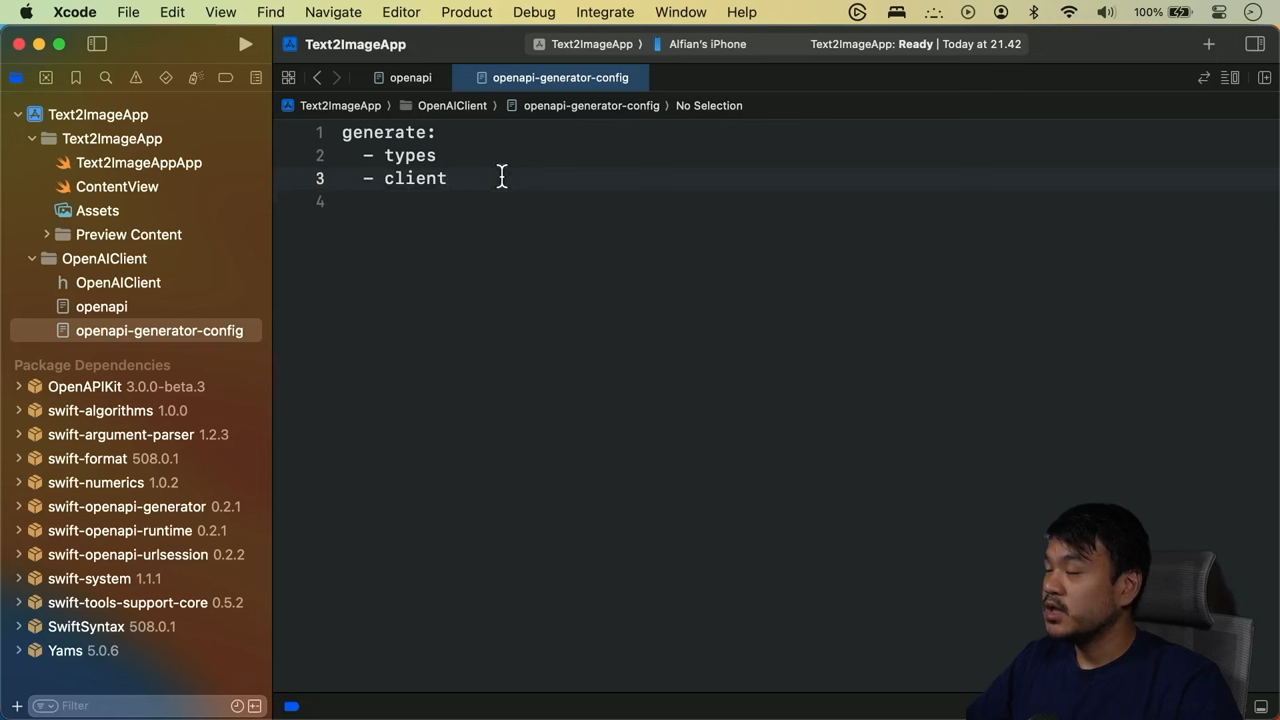 Xcode File Edit View Find Navigate Editor Product Debug Integrate Window Help 100%
Text2ImageApp Text2ImageApp Alfian's iPhone Text2ImageApp: Ready | Today at 21.42
openapi openapi-generator-config
Text2ImageApp OpenAIClient openapi-generator-config No Selection
Text2ImageApp
Text2ImageApp
Text2ImageAppApp
ContentView
Assets
Preview Content
OpenAIClient
h OpenAIClient
openapi
openapi-generator-config
Package Dependencies
OpenAPIKit 3.0.0-beta.3
swift-algorithms 1.0.0
swift-argument-parser 1.2.3
swift-format 508.0.1
swift-numerics 1.0.2
swift-openapi-generator 0.2.1
swift-openapi-runtime 0.2.1
swift-openapi-urlsession 0.2.2
swift-system 1.1.1
swift-tools-support-core 0.5.2
SwiftSyntax 508.0.1
Yams 5.0.6
Filter
1 generate:
2 - types
3 - client
4